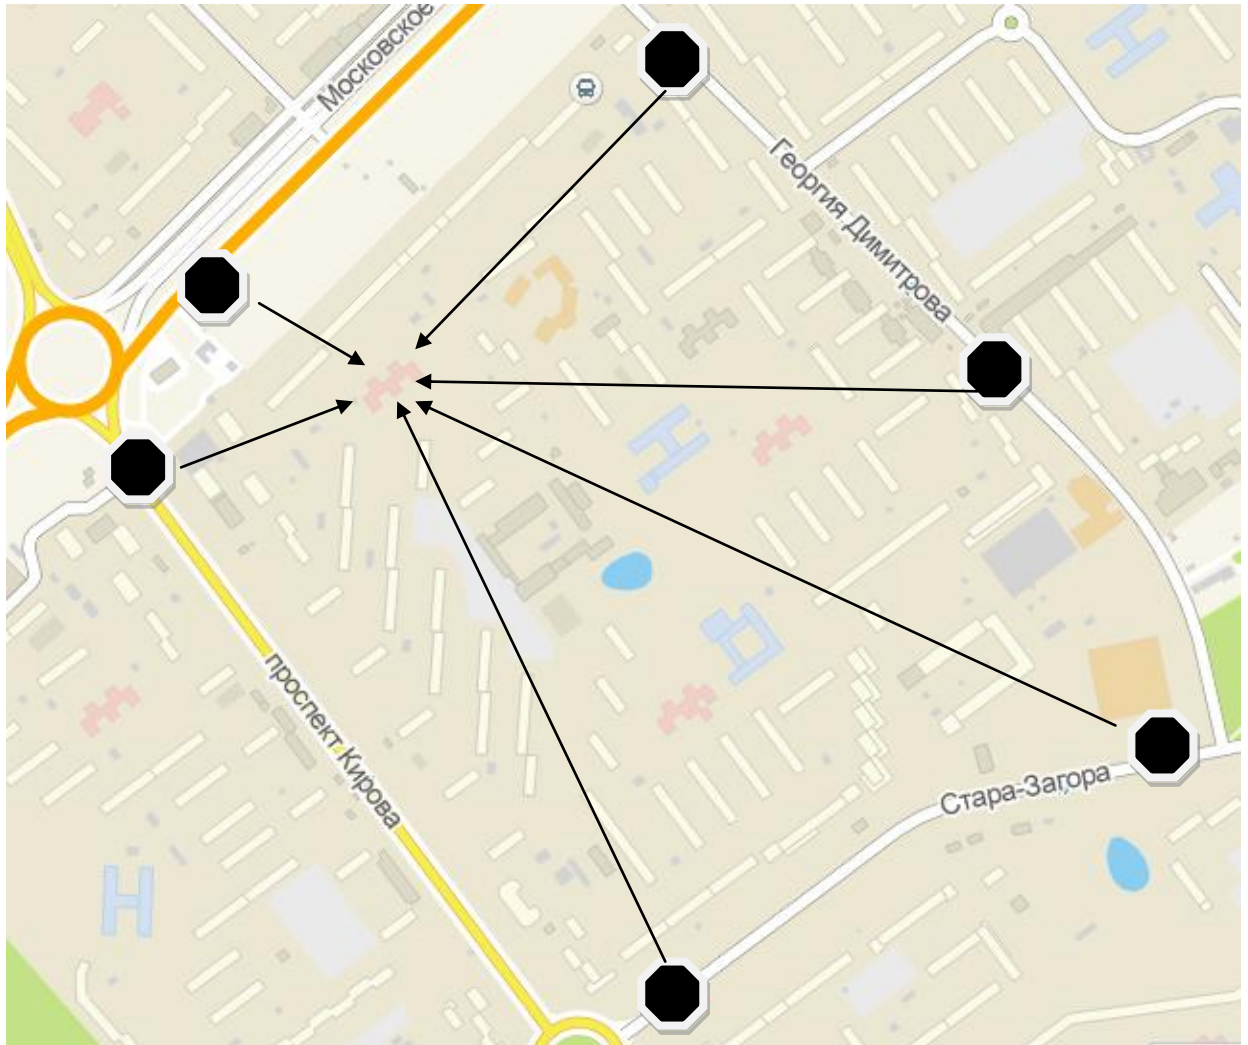 Московское
Георгия Димитрова
проспект Кирова
Стара-Загора